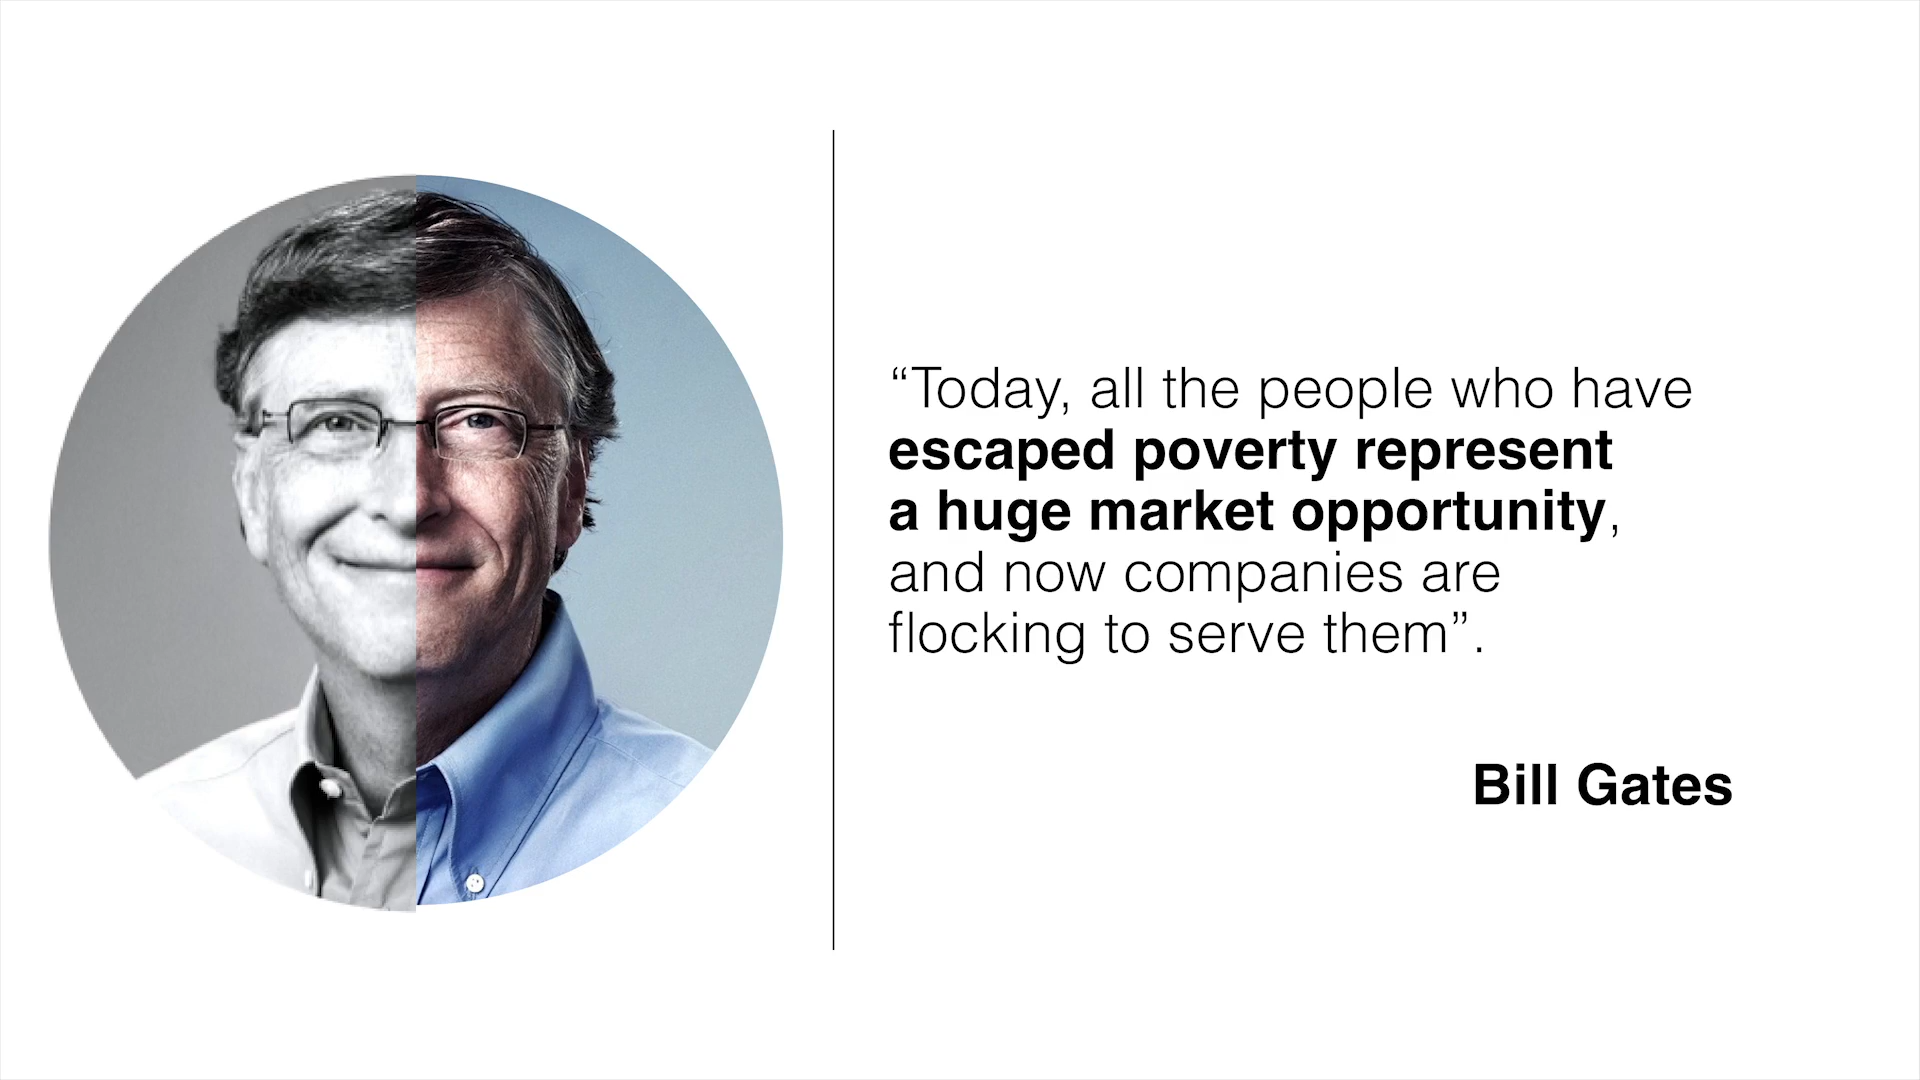 “Today, all the people who have
escaped poverty represent
a huge market opportunity,
and now companies are
flocking to serve them”.
Bill Gates